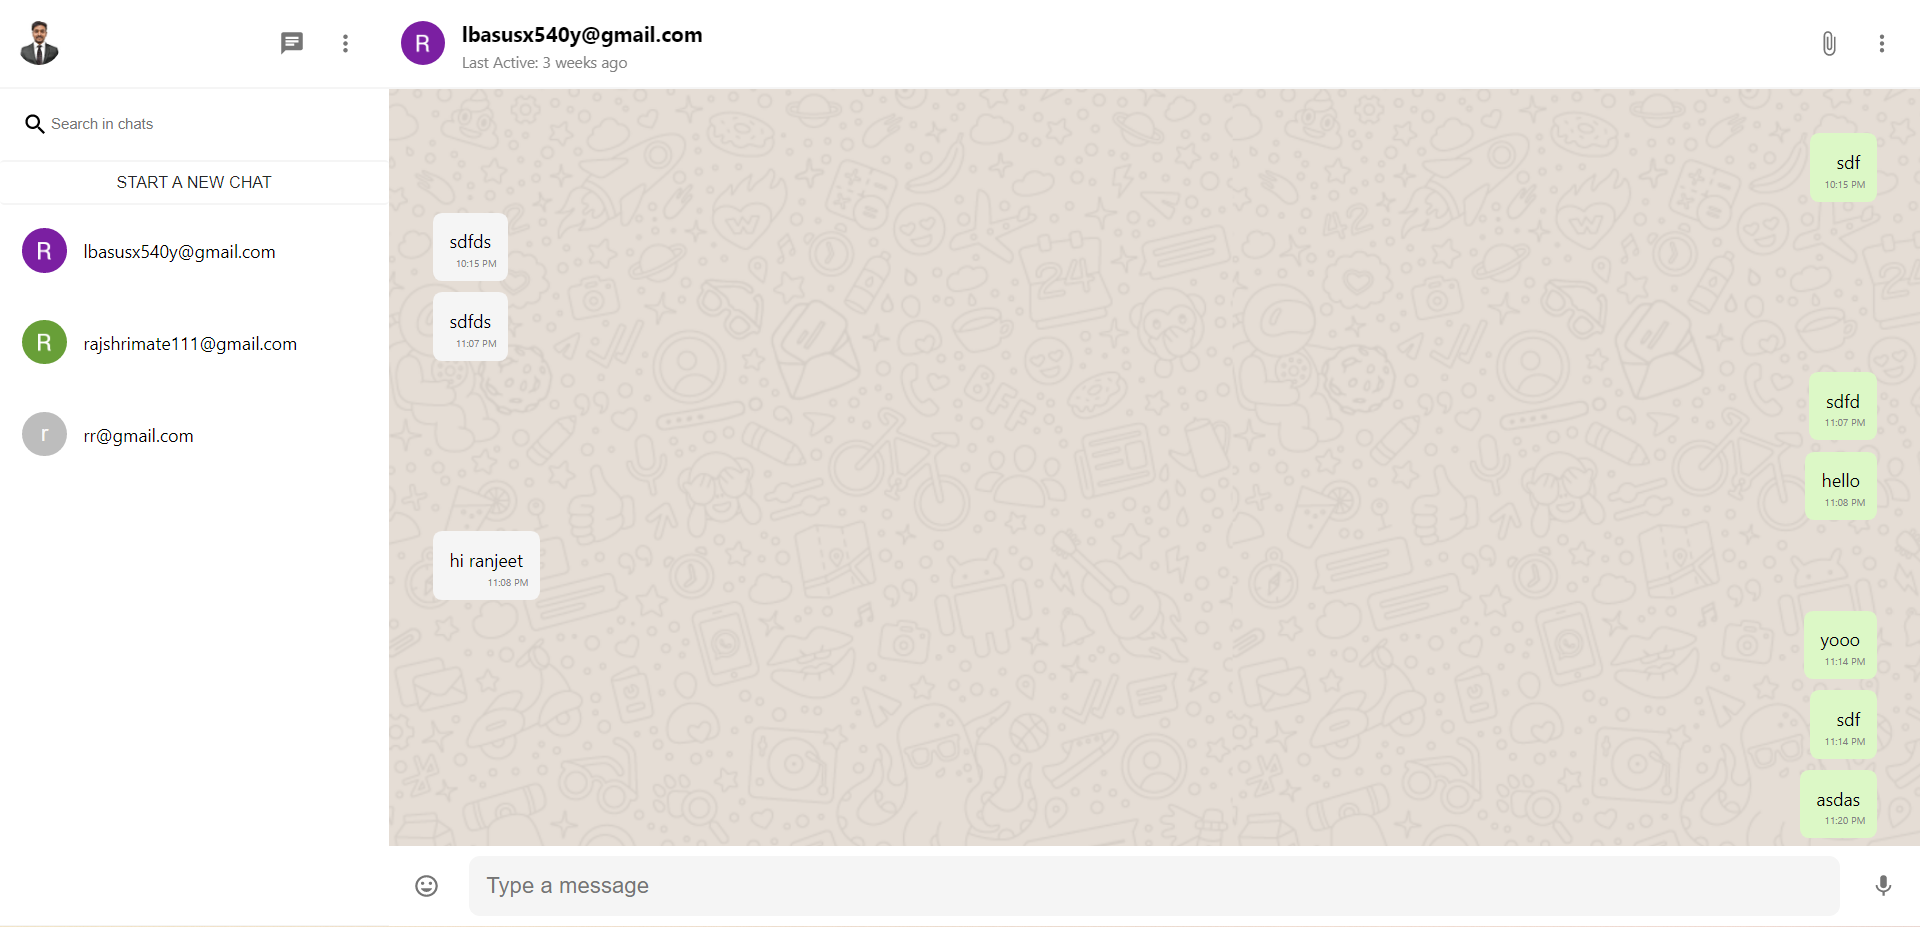 R
lbasusx540y@gmail.com
Last Active: 3 weeks ago
Search in chats
START A NEW CHAT
R
lbasusx540y@gmail.com
R
rajshrimate111@gmail.com
r
rr@gmail.com
sdf
10:15 PM
sdfds
10:15 PM
sdfds
11:07 PM
sdfd
11:07 PM
hello
11:08 PM
hi ranjeet
11:08 PM
yooo
11:14 PM
sdf
11:14 PM
asdas
11:20 PM
Type a message